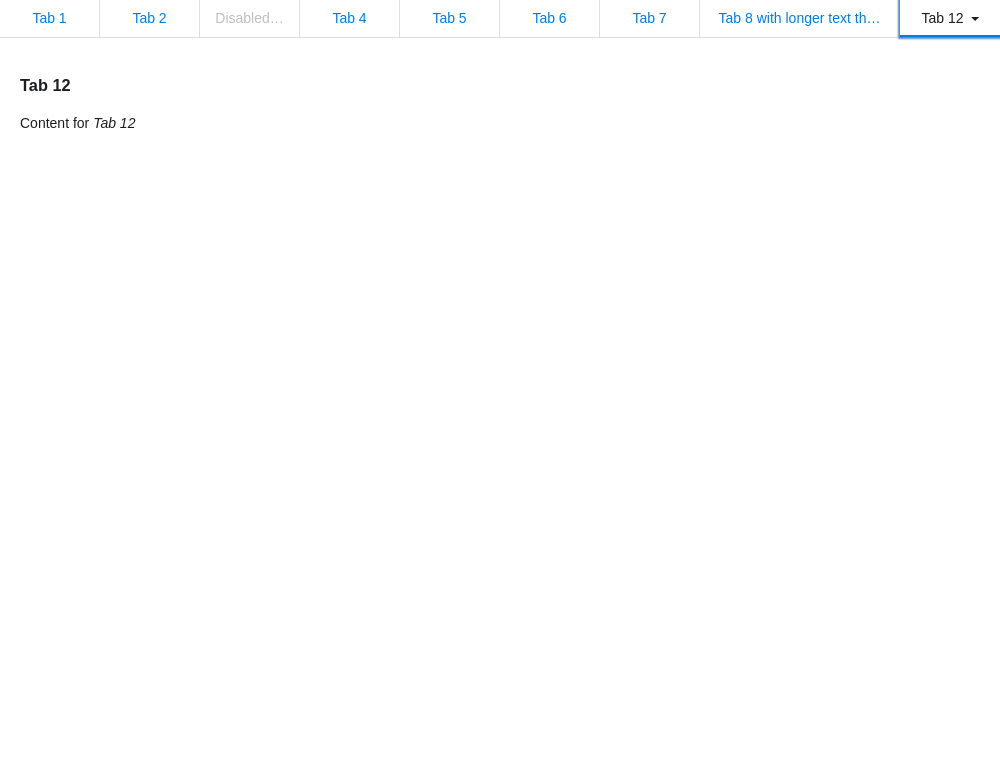 Tab 1 Tab 2 Disabled… Tab 4 Tab 5 Tab 6 Tab 7 Tab 8 with longer text th… Tab 12
Tab 12
Content for Tab 12